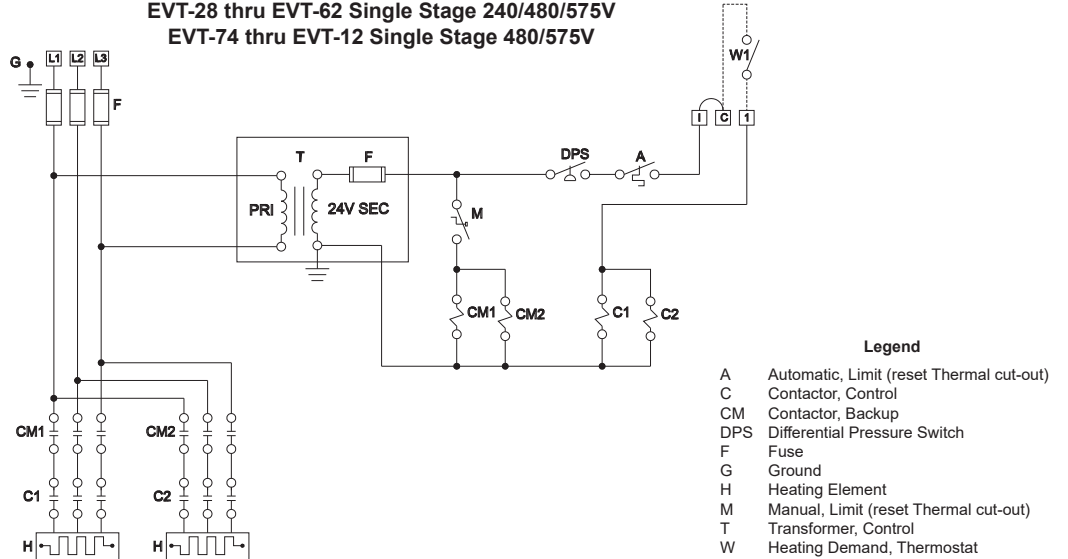 EVT-28 thru EVT-62 Single Stage 240/480/575V
EVT-74 thru EVT-12 Single Stage 480/575V
G L1 L2 L3
F
W1
I C 1
T F
PRI 24V SEC
DPS A
M
CM1 CM2
C1 C2
CM1 CM2
C1 C2
H H
Legend
A Automatic, Limit (reset Thermal cut-out)
C Contactor, Control
CM Contactor, Backup
DPS Differential Pressure Switch
F Fuse
G Ground
H Heating Element
M Manual, Limit (reset Thermal cut-out)
T Transformer, Control
W Heating Demand, Thermostat